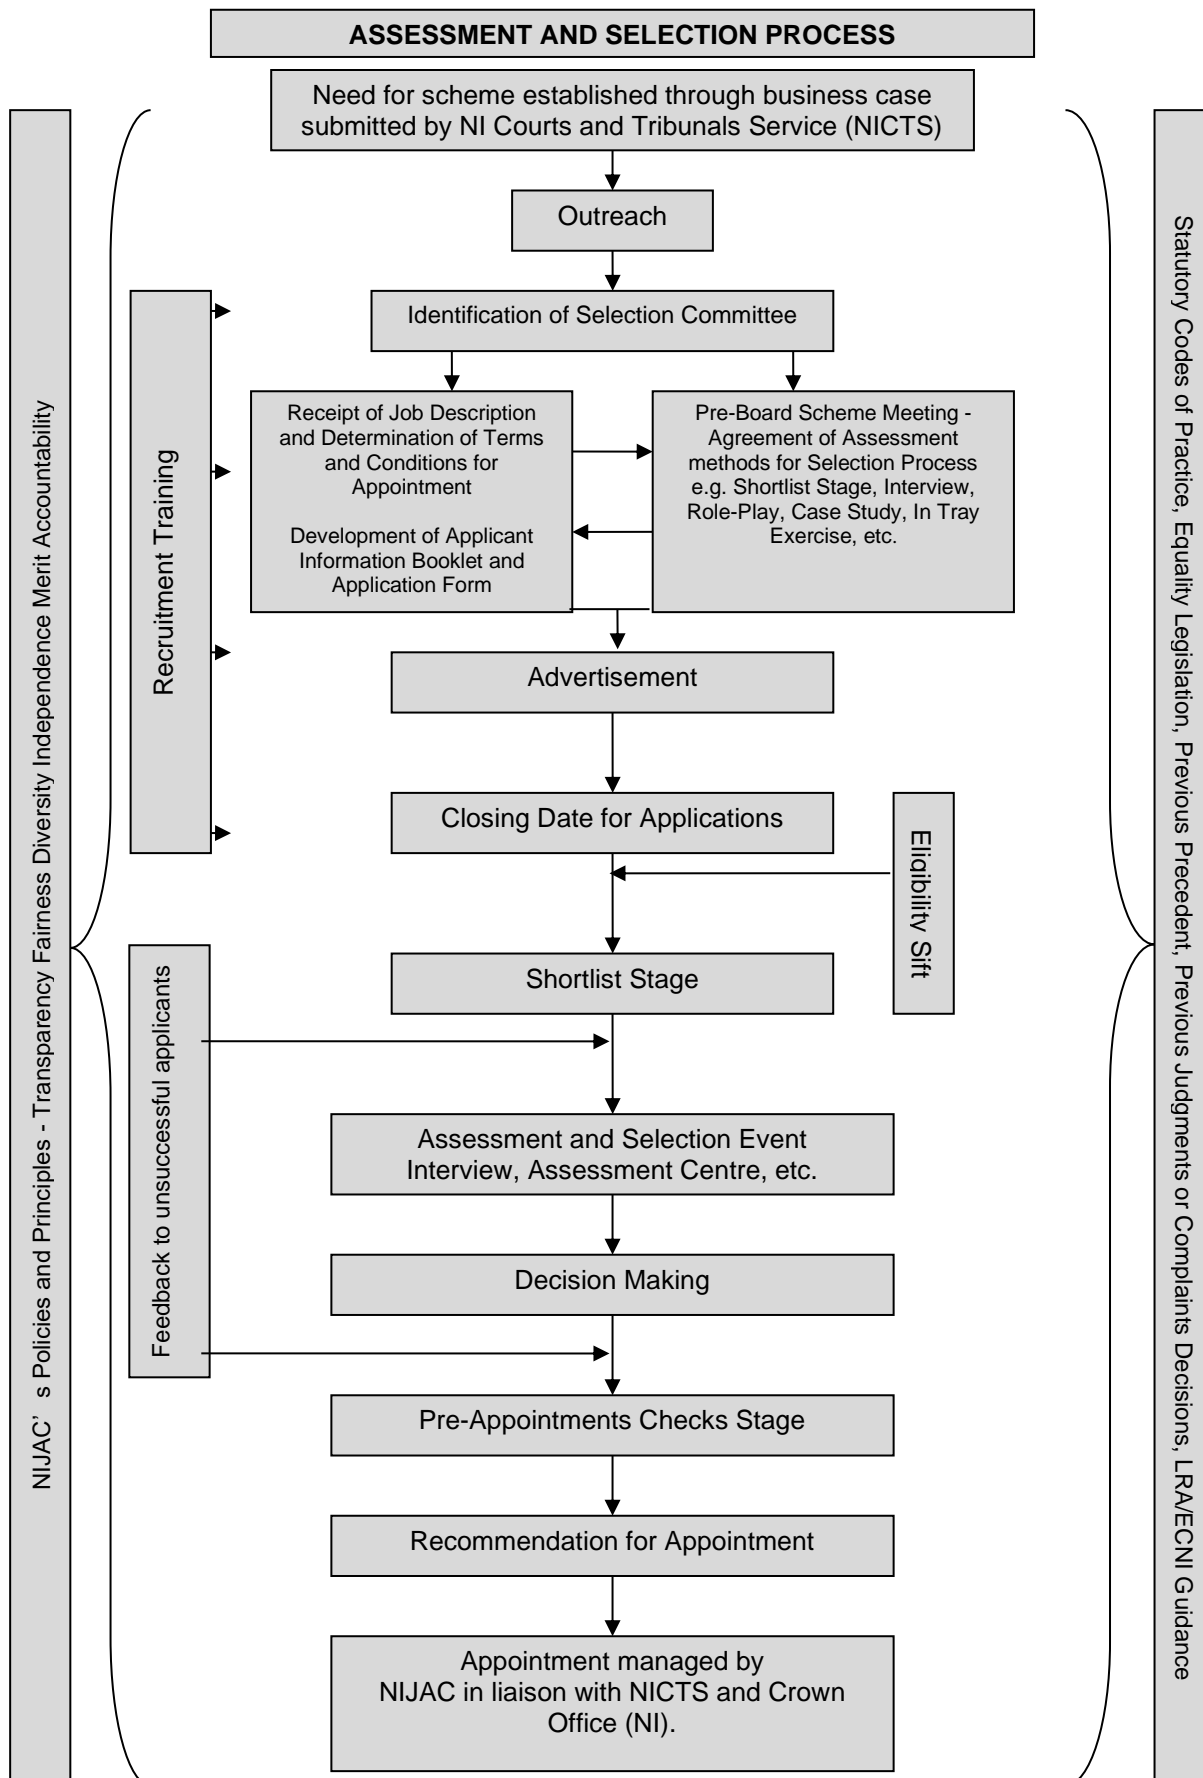 ASSESSMENT AND SELECTION PROCESS
Need for scheme established through business case
submitted by NI Courts and Tribunals Service (NICTS)
Outreach
Identification of Selection Committee
Receipt of Job Description
and Determination of Terms
and Conditions for
Appointment
Development of Applicant
Information Booklet and
Application Form
Pre-Board Scheme Meeting -
Agreement of Assessment
methods for Selection Process
e.g. Shortlist Stage, Interview,
Role-Play, Case Study, In Tray
Exercise, etc.
Recruitment Training
Advertisement
Closing Date for Applications
Eligibility Sift
Shortlist Stage
Feedback to unsuccessful applicants
Assessment and Selection Event
Interview, Assessment Centre, etc.
Decision Making
Pre-Appointments Checks Stage
Recommendation for Appointment
Appointment managed by
NIJAC in liaison with NICTS and Crown
Office (NI).
NIJAC' s Policies and Principles - Transparency Fairness Diversity Independence Merit Accountability
Statutory Codes of Practice, Equality Legislation, Previous Precedent, Previous Judgments or Complaints Decisions, LRA/ECNI Guidance